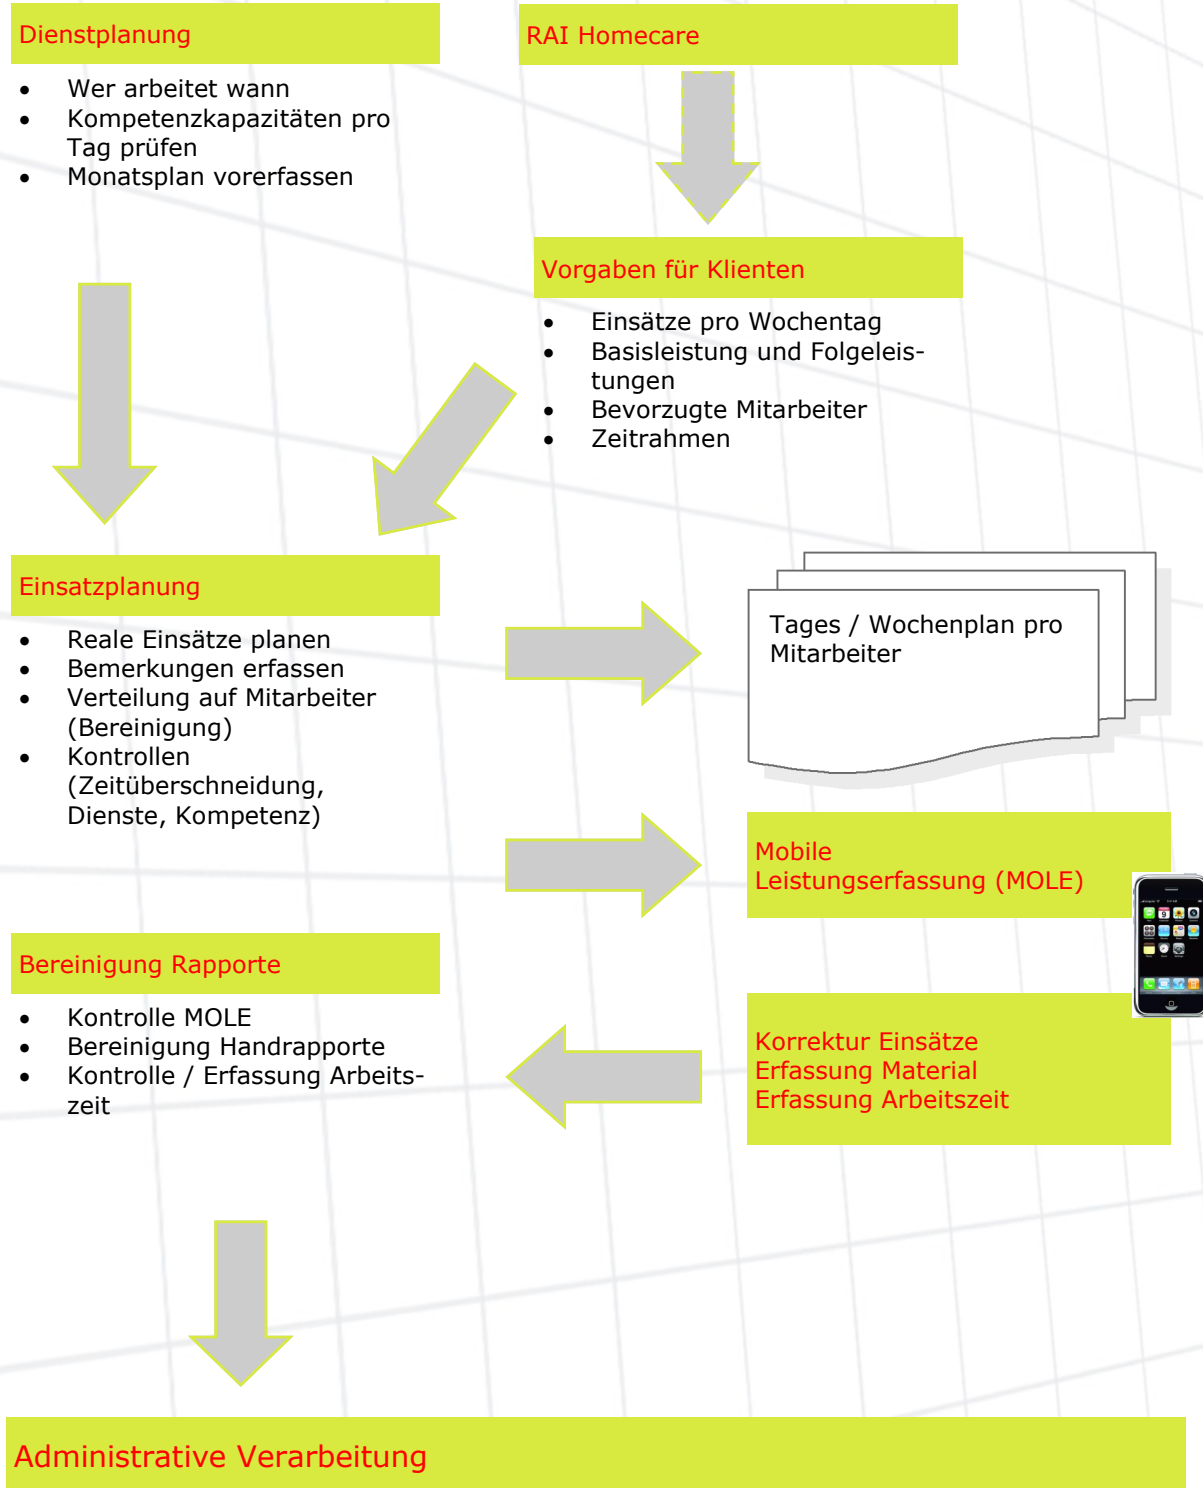 Dienstplanung
• Wer arbeitet wann
• Kompetenzkapazitäten pro
Tag prüfen
• Monatsplan vorerfassen
RAI Homecare
Vorgaben für Klienten
• Einsätze pro Wochentag
• Basisleistung und Folgeleis-
tungen
• Bevorzugte Mitarbeiter
• Zeitrahmen
Einsatzplanung
• Reale Einsätze planen
• Bemerkungen erfassen
• Verteilung auf Mitarbeiter
(Bereinigung)
• Kontrollen
(Zeitüberschneidung,
Dienste, Kompetenz)
Tages / Wochenplan pro
Mitarbeiter
Mobile
Leistungserfassung (MOLE)
Korrektur Einsätze
Erfassung Material
Erfassung Arbeitszeit
Bereinigung Rapporte
• Kontrolle MOLE
• Bereinigung Handrapporte
• Kontrolle / Erfassung Arbeits-
zeit
Administrative Verarbeitung